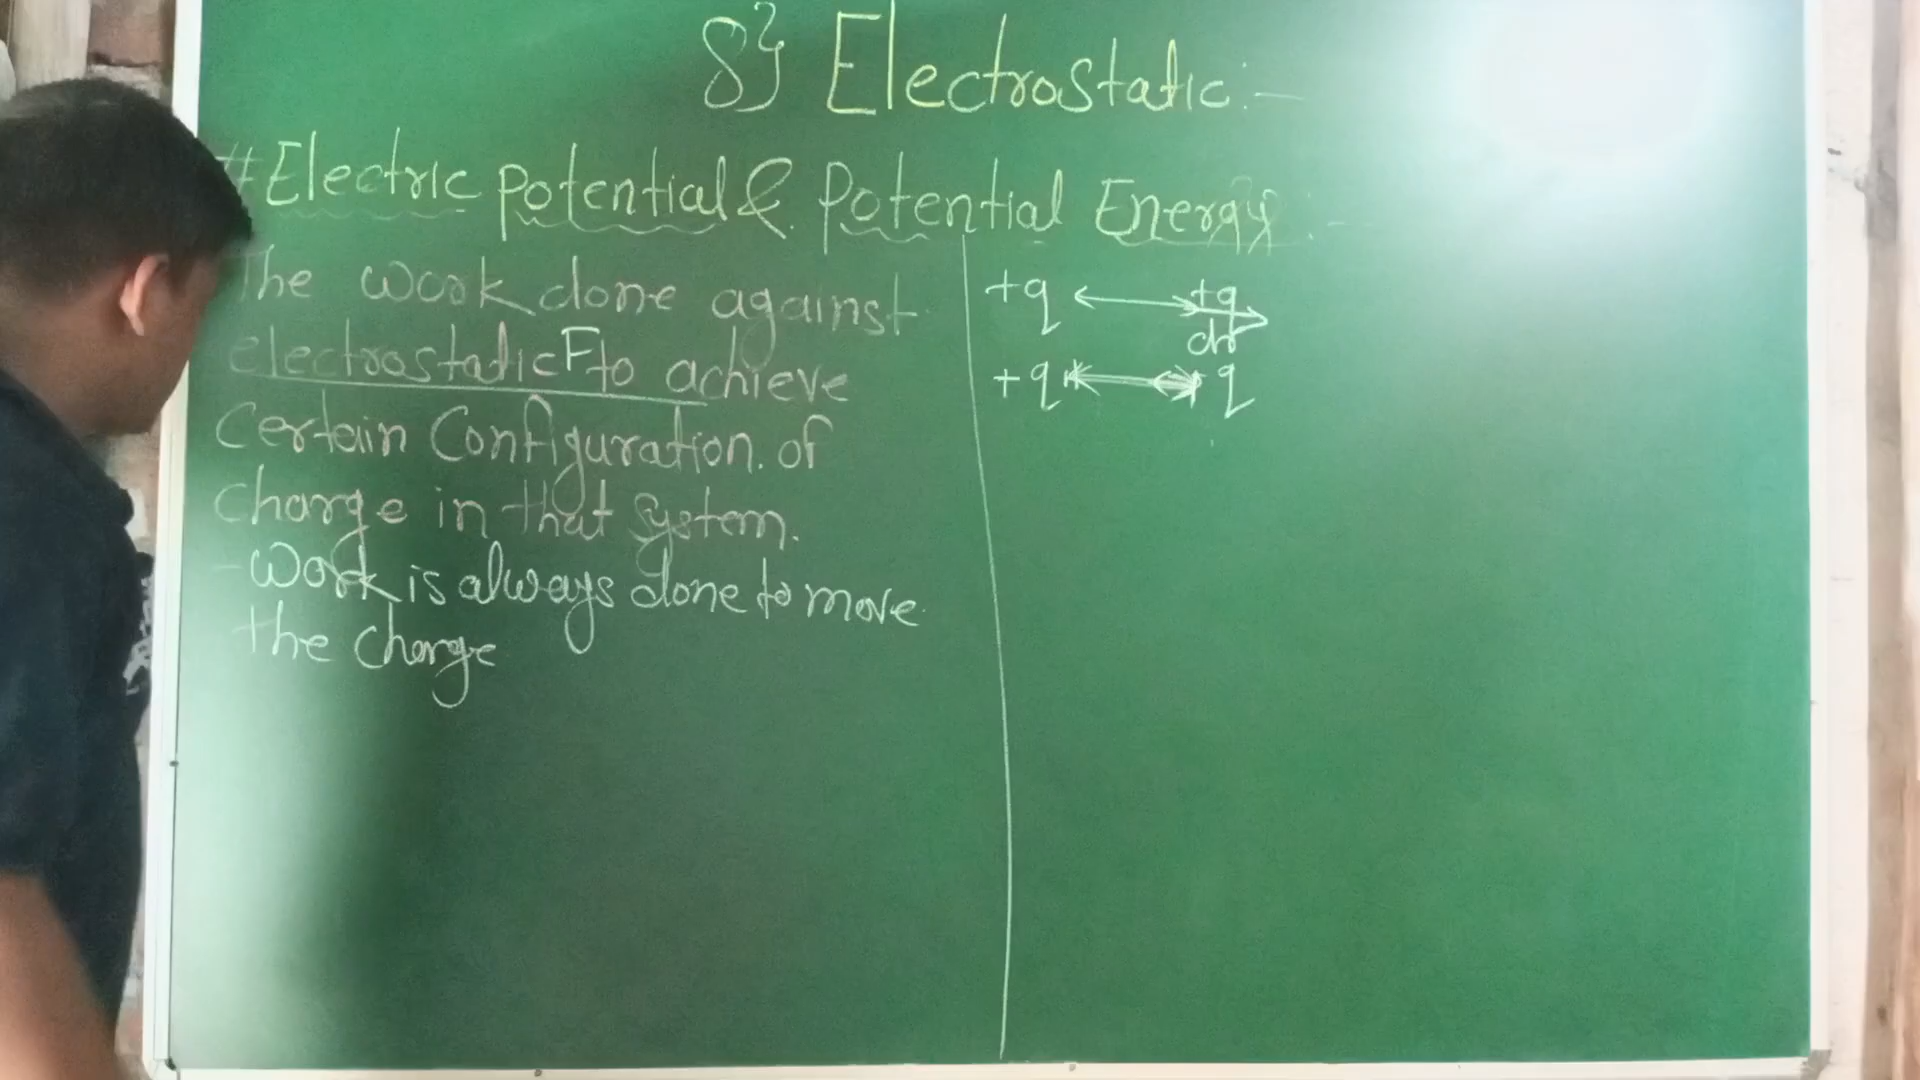 8} Electrostatic:-
#Electric potential & Potential Energy:-
The work done against
electrostatic F to achieve
Certain Configuration. of
charge in that system.
- Work is always done to move
the charge
+q +q
dr
+q q